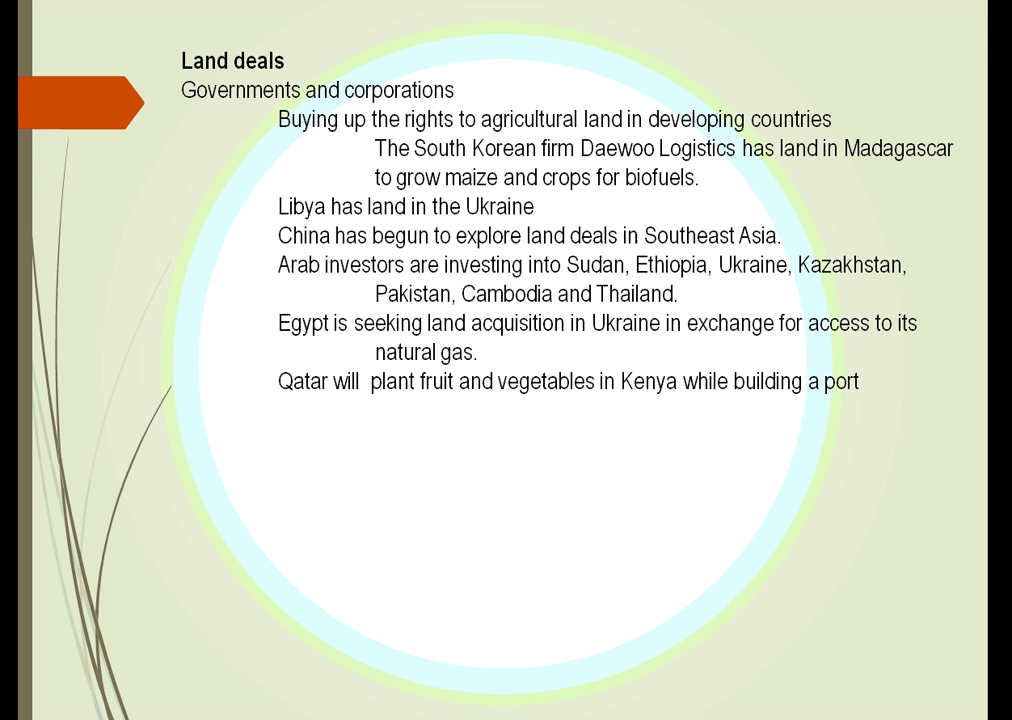 Land deals
Governments and corporations
Buying up the rights to agricultural land in developing countries
The South Korean firm Daewoo Logistics has land in Madagascar
to grow maize and crops for biofuels.
Libya has land in the Ukraine
China has begun to explore land deals in Southeast Asia.
Arab investors are investing into Sudan, Ethiopia, Ukraine, Kazakhstan,
Pakistan, Cambodia and Thailand.
Egypt is seeking land acquisition in Ukraine in exchange for access to its
natural gas.
Qatar will  plant fruit and vegetables in Kenya while building a port